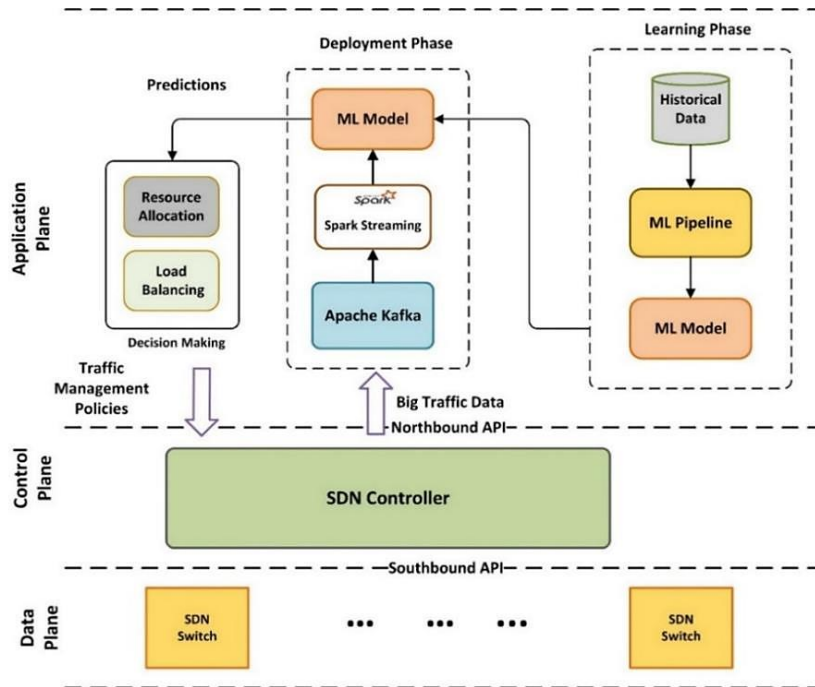 Learning Phase
Deployment Phase
Predictions
Historical
Data
ML Model
Resource
Allocation
Spark
Spark Streaming
ML Pipeline
Application
Plane
Load
Balancing
Apache Kafka
ML Model
Decision Making
Traffic
Management
Policies
Big Traffic Data
Northbound API
Control
Plane
SDN Controller
Southbound API
Data
Plane
SDN
Switch
... ... ...
SDN
Switch